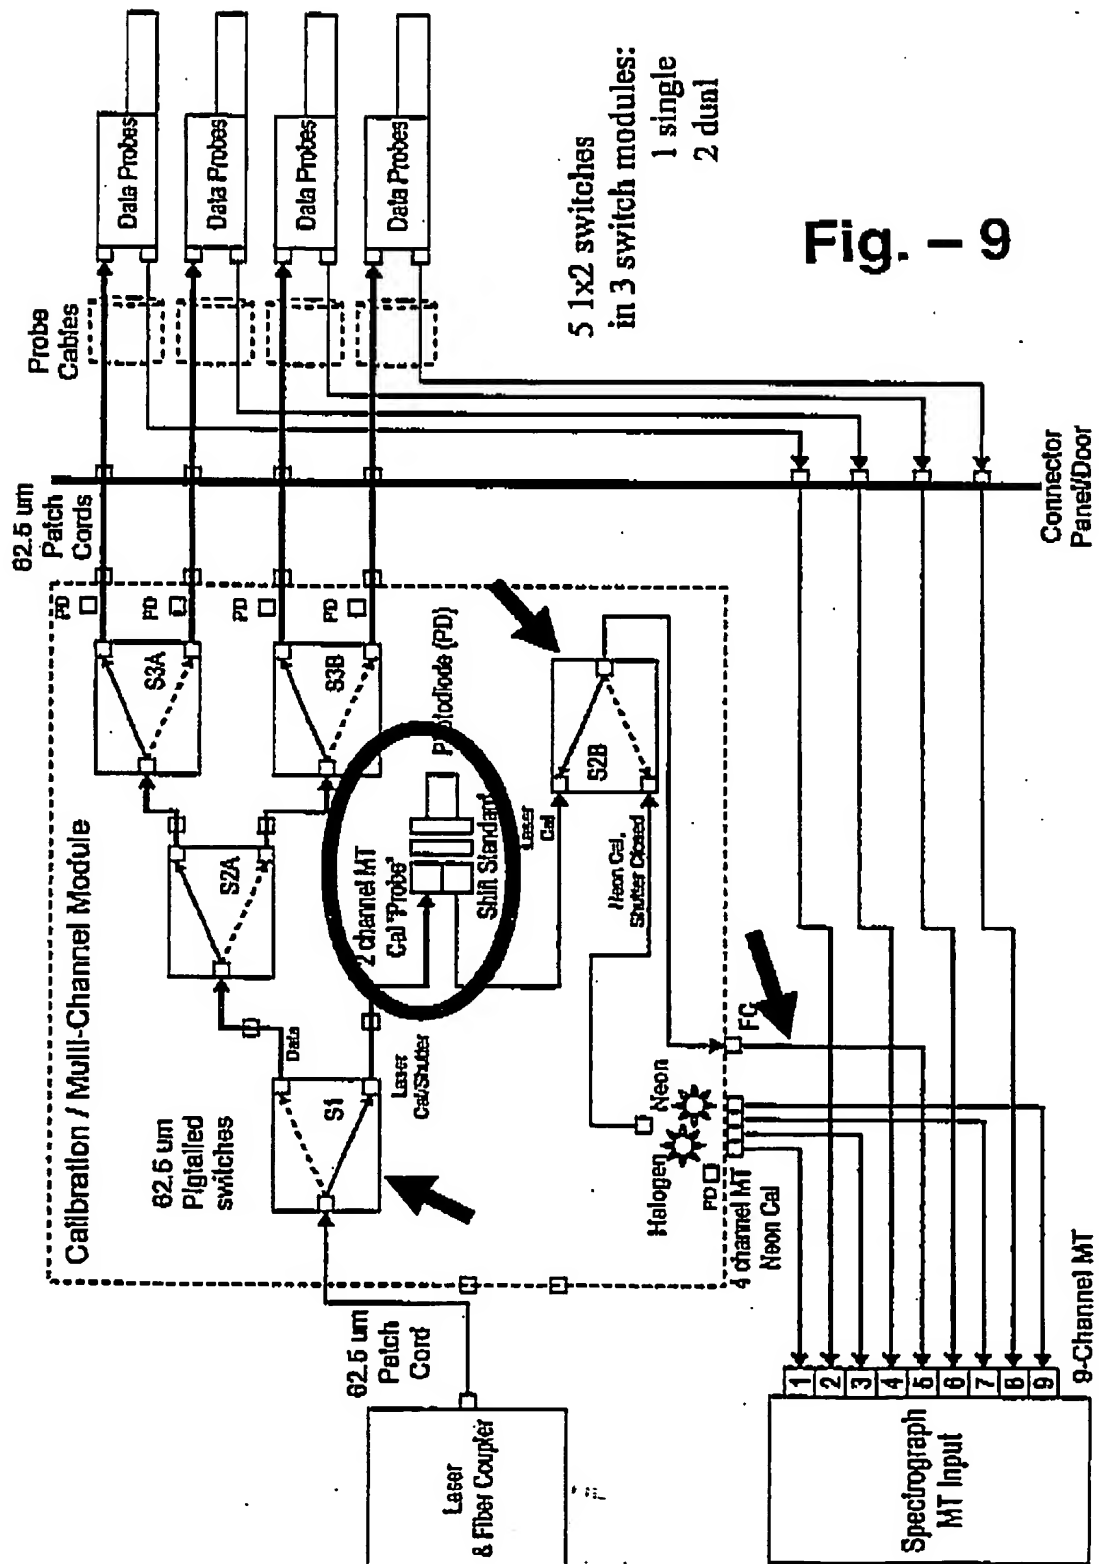 Data Probes
Data Probes
Data Probes
Data Probes
5 1x2 switches
in 3 switch modules:
1 single
2 dual
Fig. – 9
Probe
Cables
62.5 um
Patch
Cords
Connector
Panel/Door
PD
PD
PD
PD
S3A
S3B
Photodiode (PD)
Calibration / Multi-Channel Module
S2A
2 channel MT
Cal "Probe"
Shift Standard
Laser
Cal
S2B
Neon Cal,
Shutter Closed
Data
Laser
Cal/Shutter
S1
62.5 um
Pigtailed
switches
FC
Neon
Halogen
PD
4 channel MT
Neon Cal
62.5 um
Patch
Cord
Laser
& Fiber Coupler
1
2
3
4
5
6
7
8
9
9-Channel MT
Spectrograph
MT Input